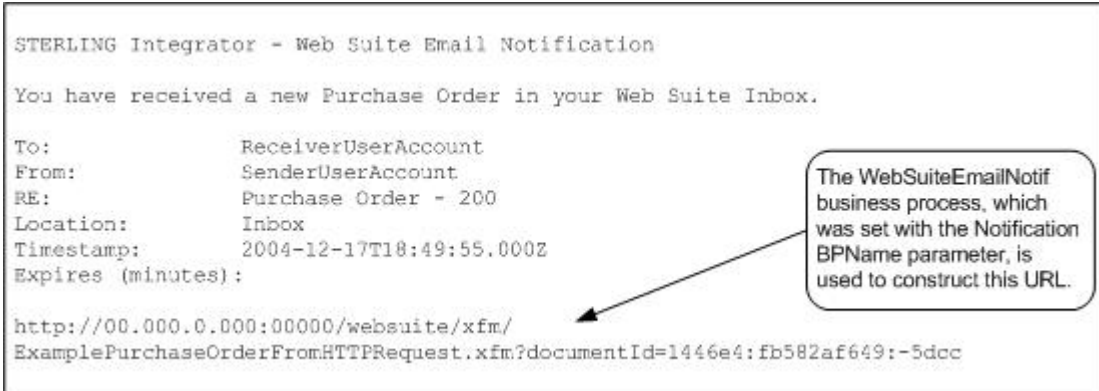 STERLING Integrator - Web Suite Email Notification
You have received a new Purchase Order in your Web Suite Inbox.
To: ReceiverUserAccount
From: SenderUserAccount
RE: Purchase Order - 200
Location: Inbox
Timestamp: 2004-12-17T18:49:55.000Z
Expires (minutes):
The WebSuiteEmailNotif
business process, which
was set with the Notification
BPName parameter, is
used to construct this URL.
http://00.000.0.000:00000/websuite/xfm/
ExamplePurchaseOrderFromHTTPRequest.xfm?documentId=1446e4:fb582af649:-5dcc